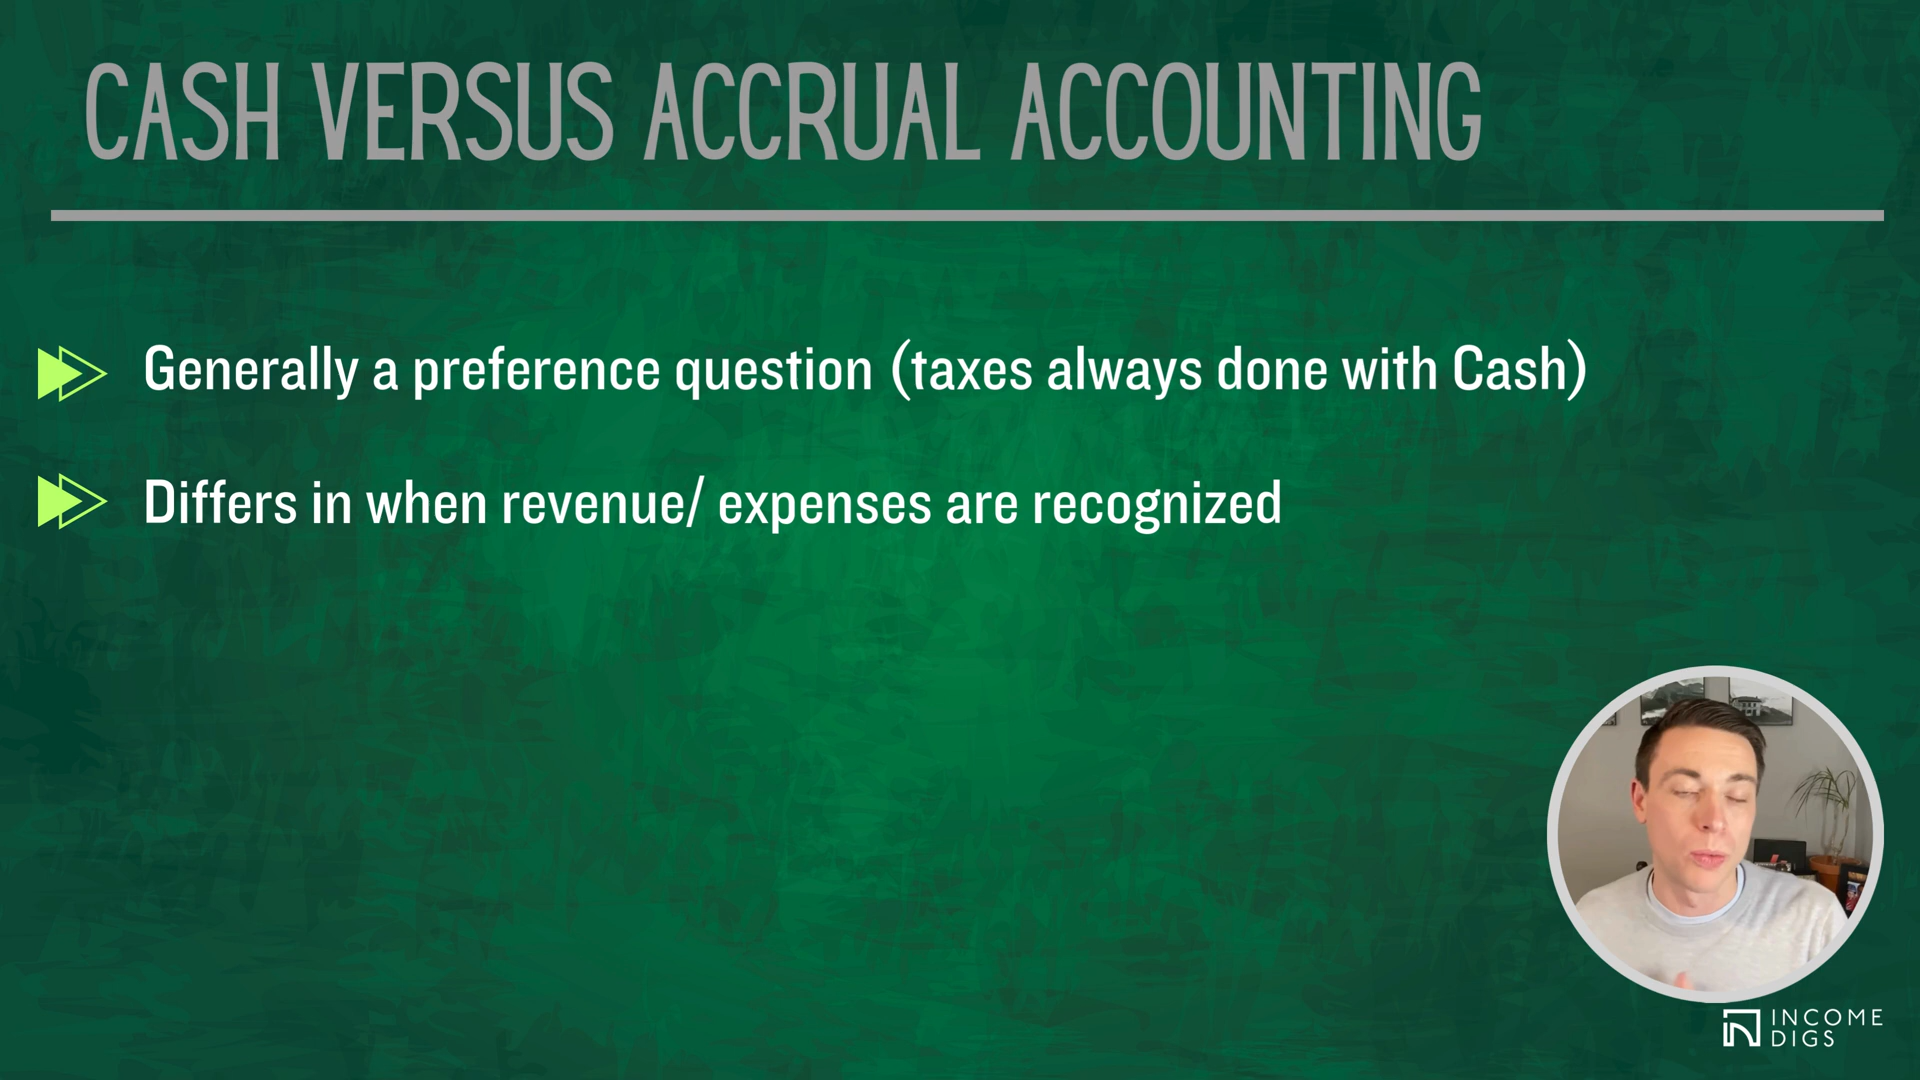 CASH VERSUS ACCRUAL ACCOUNTING
Generally a preference question (taxes always done with Cash)
Differs in when revenue/ expenses are recognized
INCOME
DIGS